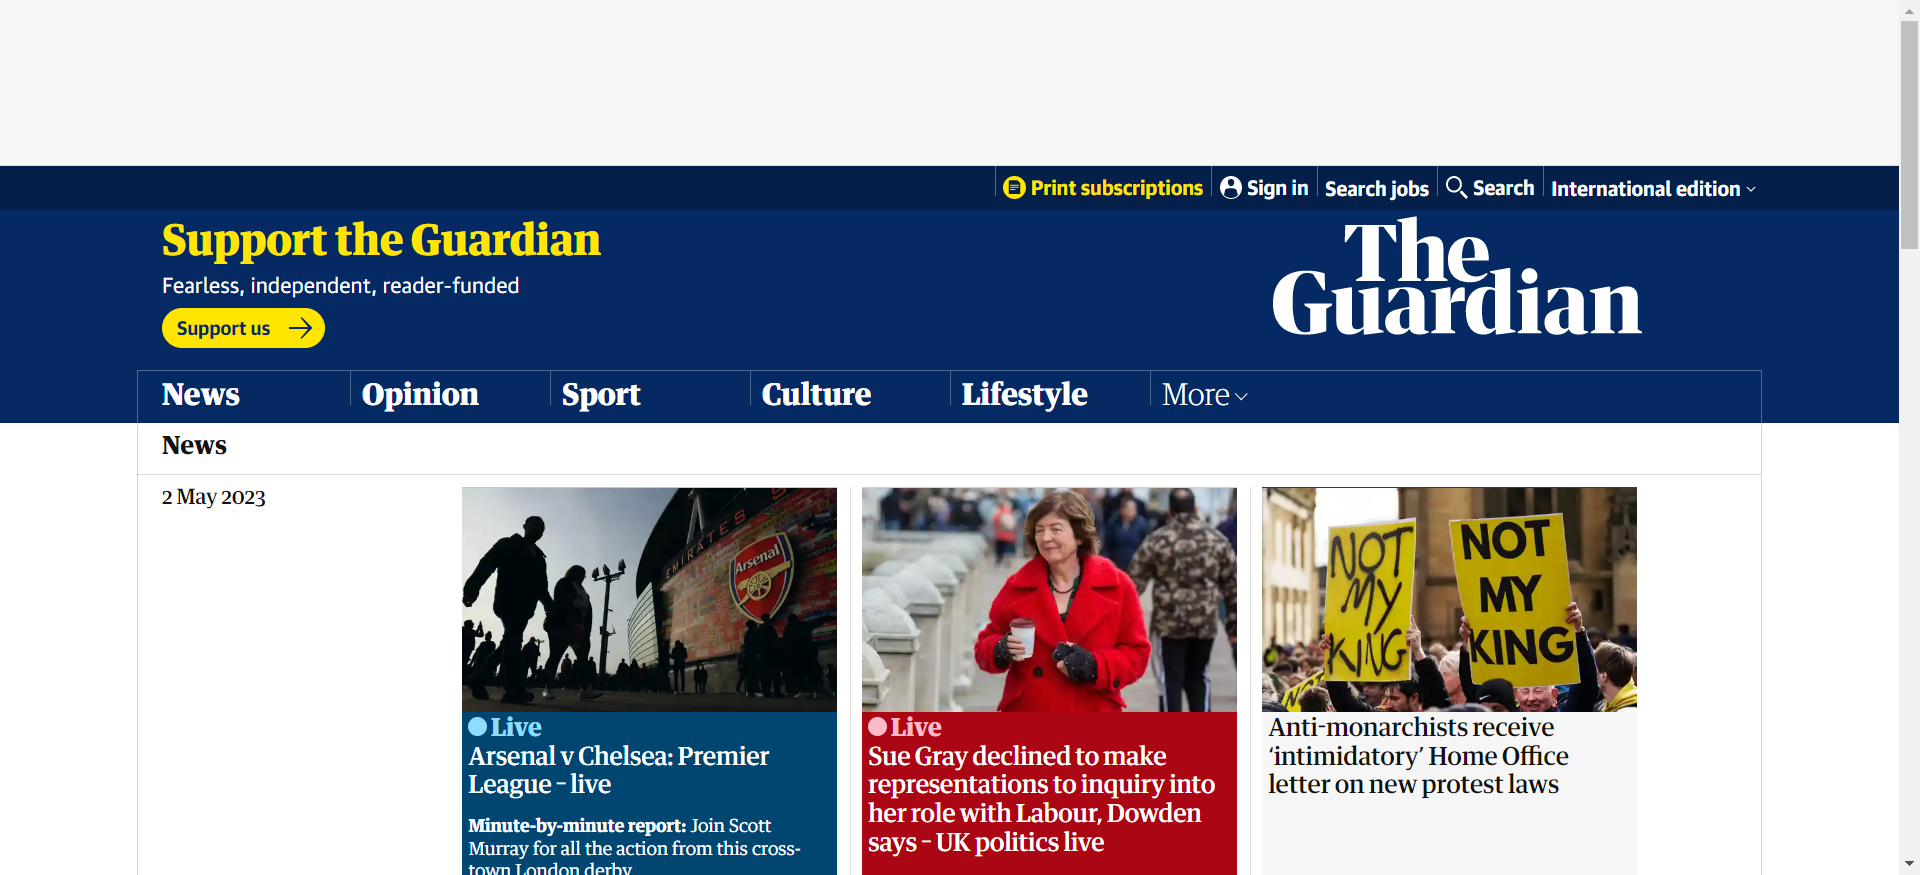 Print subscriptions
Sign in
Search jobs
Search
International edition
Support the Guardian
Fearless, independent, reader-funded
Support us
The
Guardian
News
Opinion
Sport
Culture
Lifestyle
More
News
2 May 2023
EMIRATES
Arsenal
Live
Arsenal v Chelsea: Premier
League – live
Minute-by-minute report: Join Scott
Murray for all the action from this cross-
town London derby
Live
Sue Gray declined to make
representations to inquiry into
her role with Labour, Dowden
says – UK politics live
NOT
MY
KING
NOT
MY
KING
NOT
Anti-monarchists receive
‘intimidatory’ Home Office
letter on new protest laws